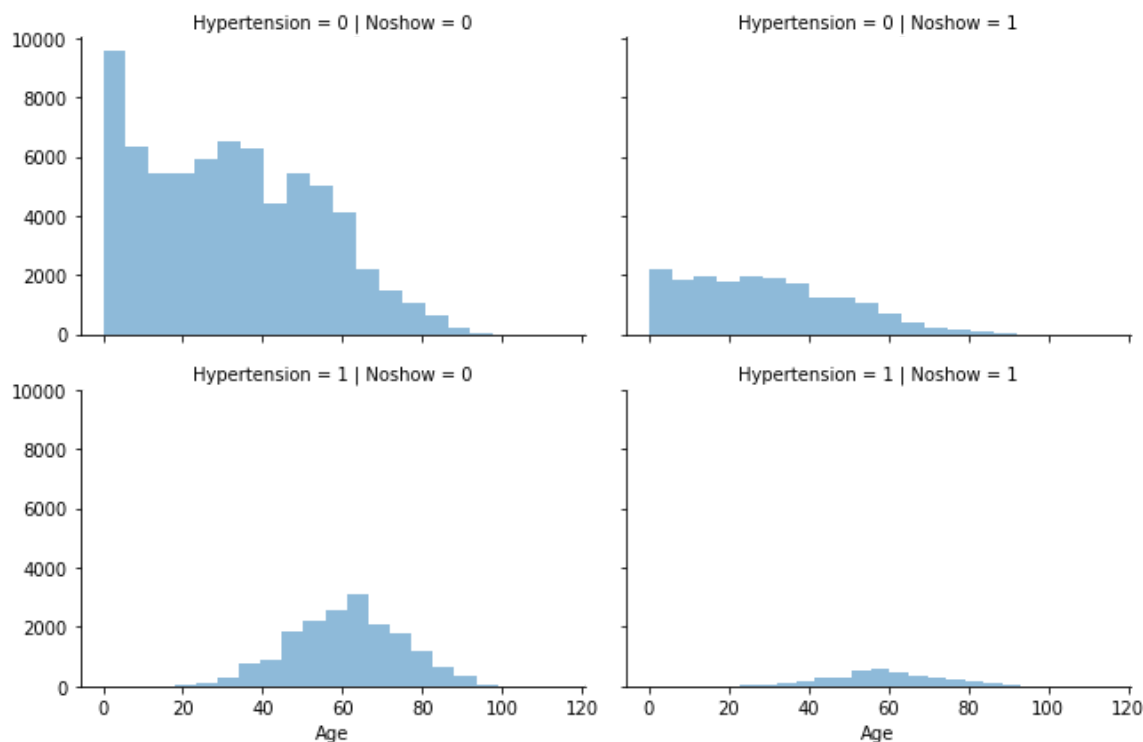 Hypertension = 0 | Noshow = 0
Hypertension = 0 | Noshow = 1
10000
8000
6000
4000
2000
0
Hypertension = 1 | Noshow = 0
Hypertension = 1 | Noshow = 1
10000
8000
6000
4000
2000
0
0 20 40 60 80 100 120
0 20 40 60 80 100 120
Age
Age